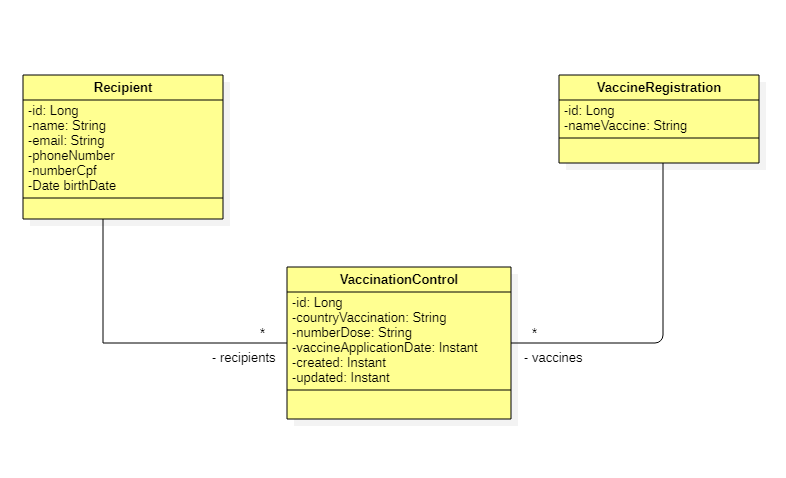 Recipient
-id: Long
-name: String
-email: String
-phoneNumber
-numberCpf
-Date birthDate
VaccineRegistration
-id: Long
-nameVaccine: String
VaccinationControl
-id: Long
-countryVaccination: String
-numberDose: String
-vaccineApplicationDate: Instant
-created: Instant
-updated: Instant
*
- recipients
*
- vaccines